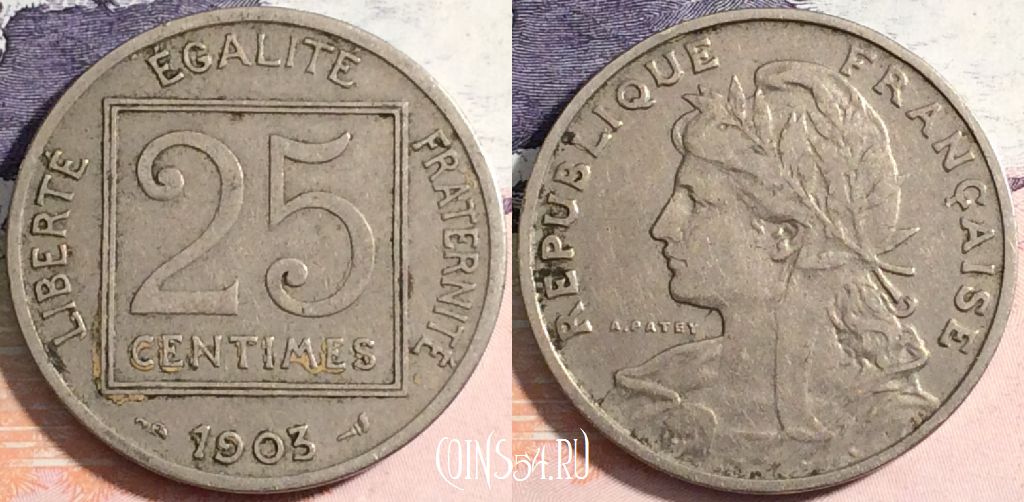 LIBERTÉ ÉGALITÉ FRATERNITÉ
25
CENTIMES
1903
RÉPUBLIQUE FRANÇAISE
A.PATEY
COINS54.RU